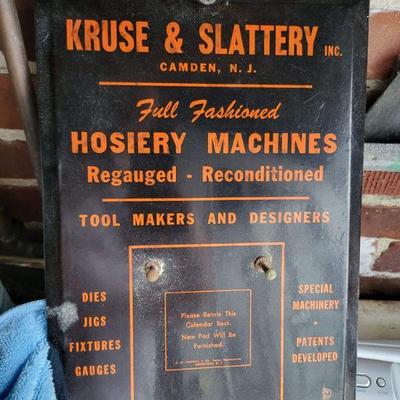 KRUSE & SLATTERY INC.
CAMDEN, N. J.
Full Fashioned
HOSIERY MACHINES
Regauged - Reconditioned
TOOL MAKERS AND DESIGNERS
DIES
JIGS
FIXTURES
GAUGES
Please Retain This
Calendar Back.
New Pad Will Be
Furnished.
SPECIAL
MACHINERY
•
PATENTS
DEVELOPED